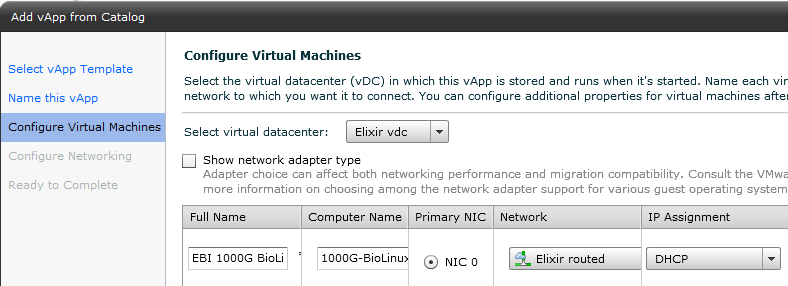 Add vApp from Catalog
Select vApp Template
Name this vApp
Configure Virtual Machines
Configure Networking
Ready to Complete
Configure Virtual Machines
Select the virtual datacenter (vDC) in which this vApp is stored and runs when it's started. Name each
network to which you want it to connect. You can configure additional properties for virtual machines
Select virtual datacenter: Elixir vdc
Show network adapter type
Adapter choice can affect both networking performance and migration compatibility. Consult the
more information on choosing among the network adapter support for various guest operating
Full Name Computer Name Primary NIC Network IP Assignment
EBI 1000G BioLi * 1000G-BioLinux NIC 0 Elixir routed DHCP